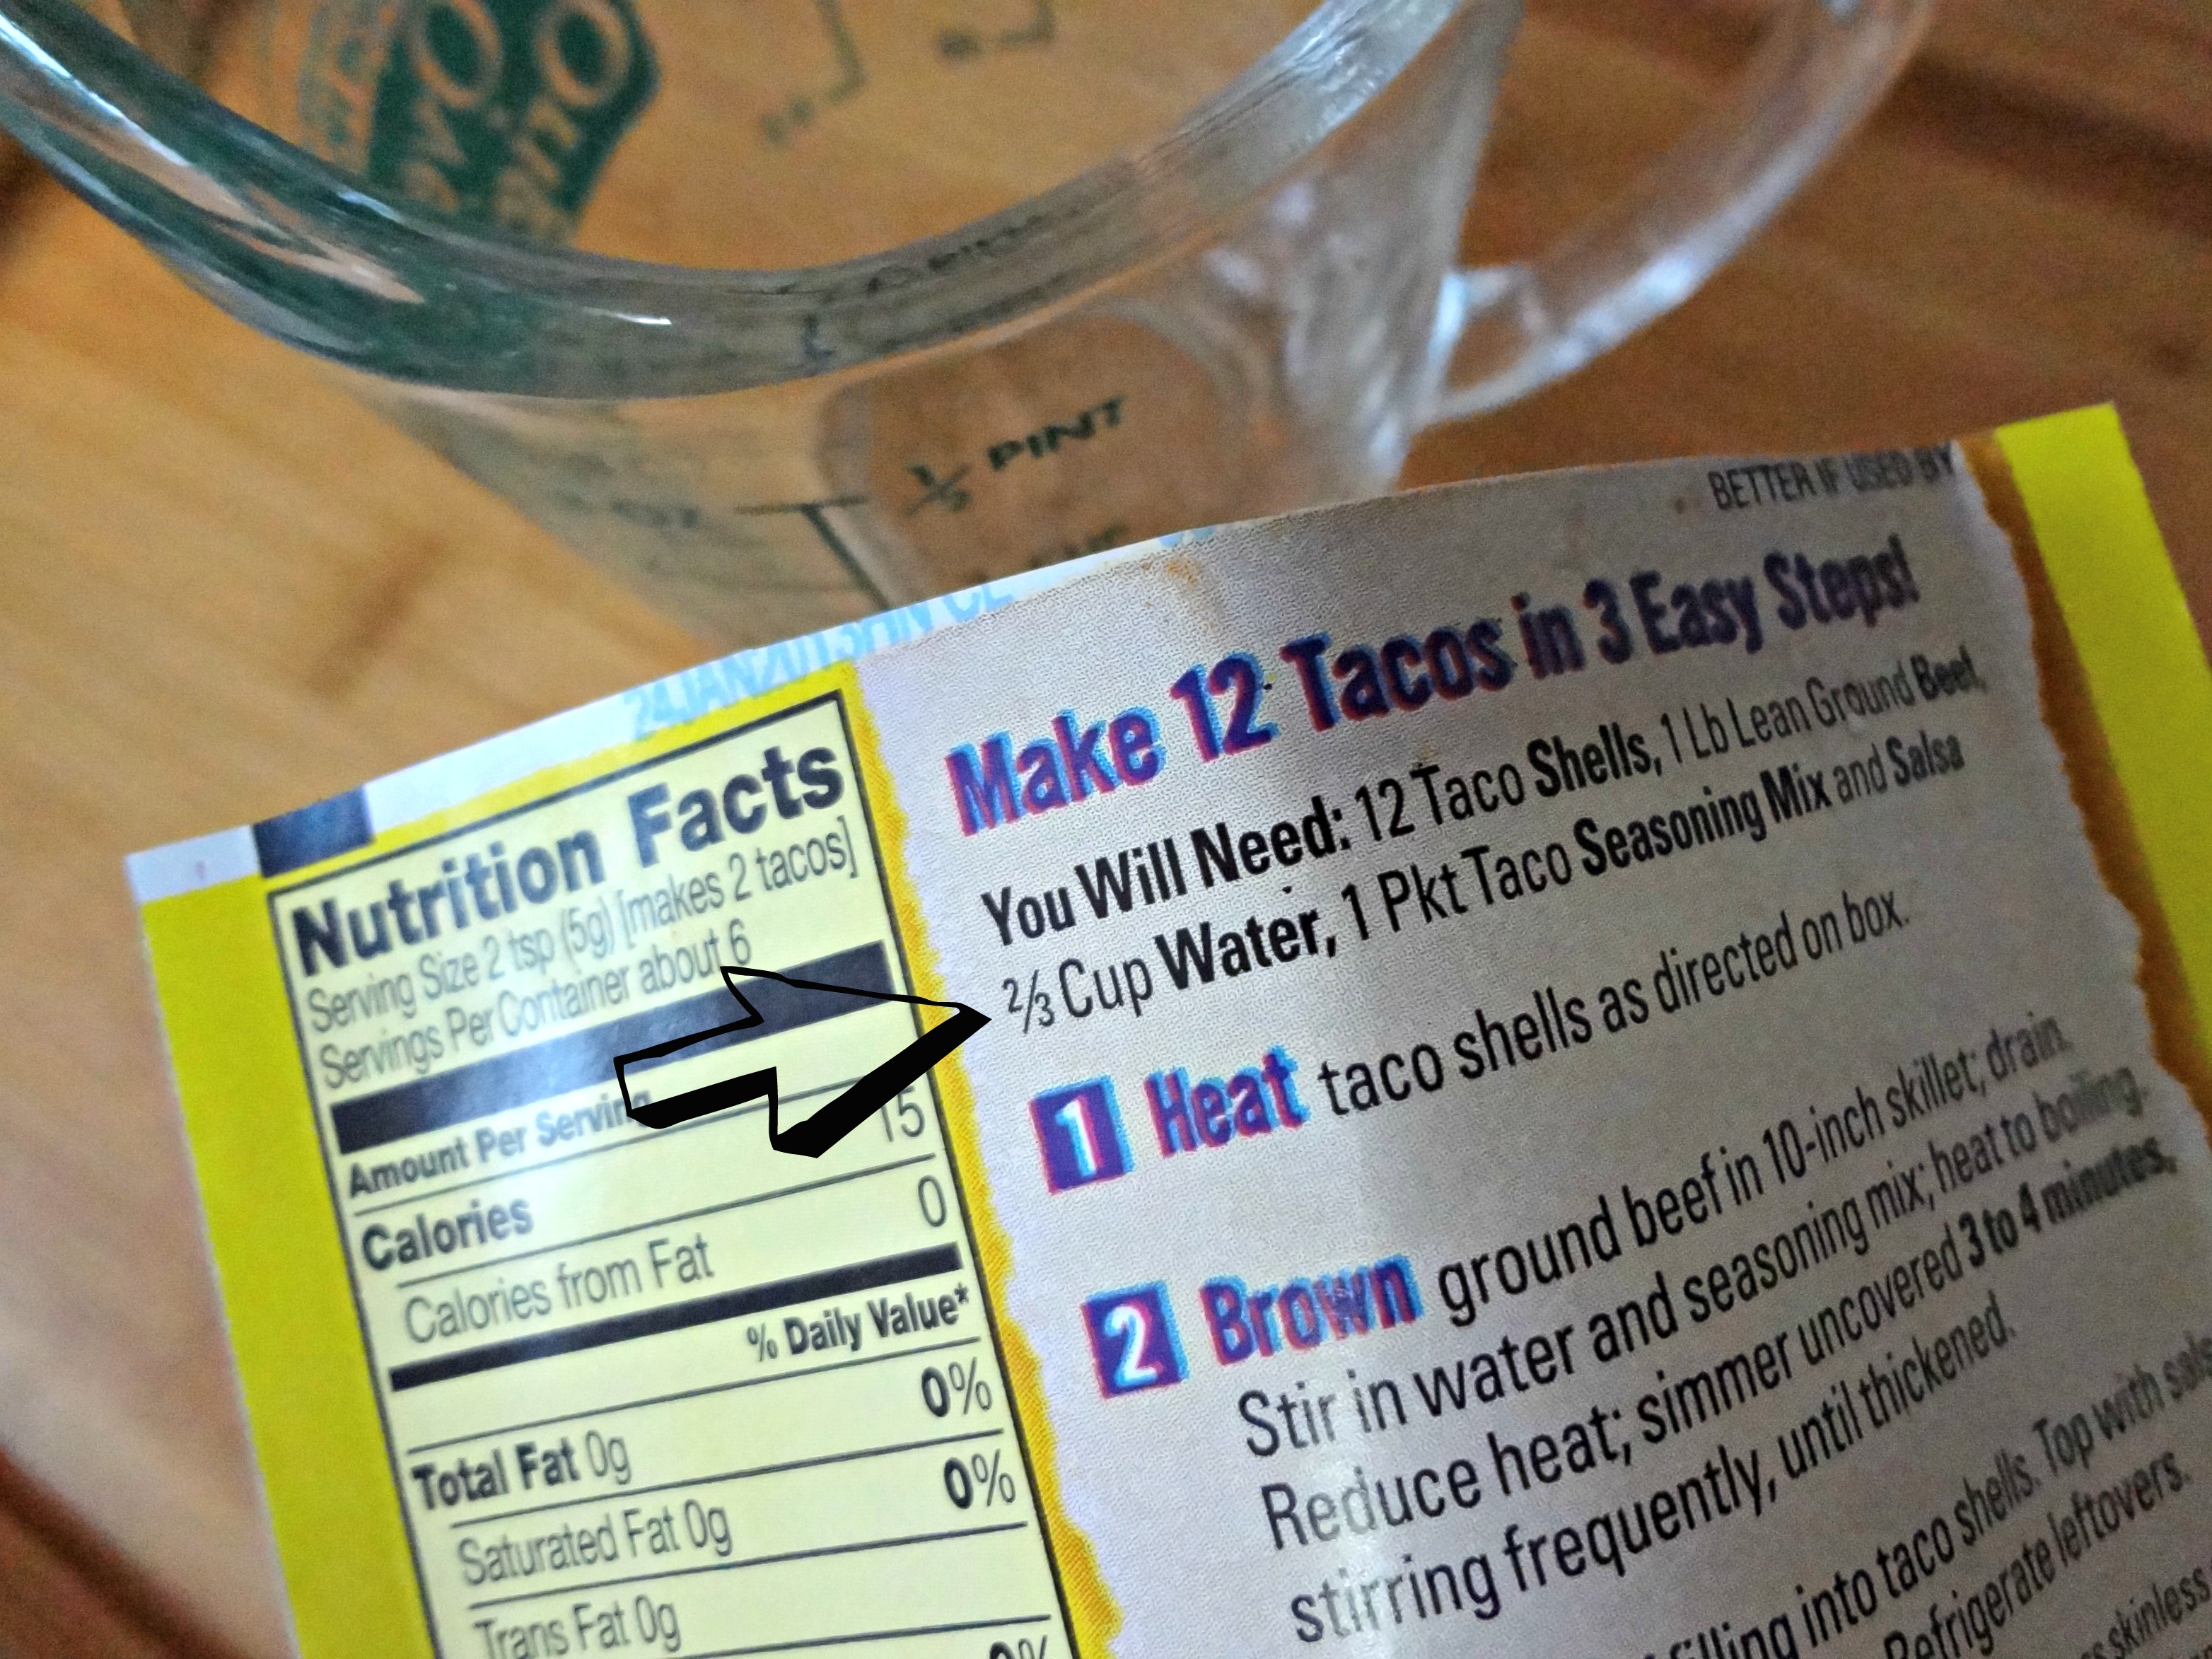 ½ PINT
BETTER IF USED BY
24JAN2013HN CE
Nutrition Facts
Serving Size 2 tsp (5g) [makes 2 tacos]
Servings Per Container about 6
Amount Per Serving
Calories 15
Calories from Fat 0
% Daily Value*
Total Fat 0g 0%
Saturated Fat 0g 0%
Trans Fat 0g
0%
Make 12 Tacos in 3 Easy Steps!
You Will Need: 12 Taco Shells, 1 Lb Lean Ground Beef,
⅔ Cup Water, 1 Pkt Taco Seasoning Mix and Salsa
1 Heat taco shells as directed on box.
2 Brown ground beef in 10-inch skillet; drain.
Stir in water and seasoning mix; heat to boiling.
Reduce heat; simmer uncovered 3 to 4 minutes,
stirring frequently, until thickened.
filling into taco shells. Top with
Refrigerate leftovers.
skinless